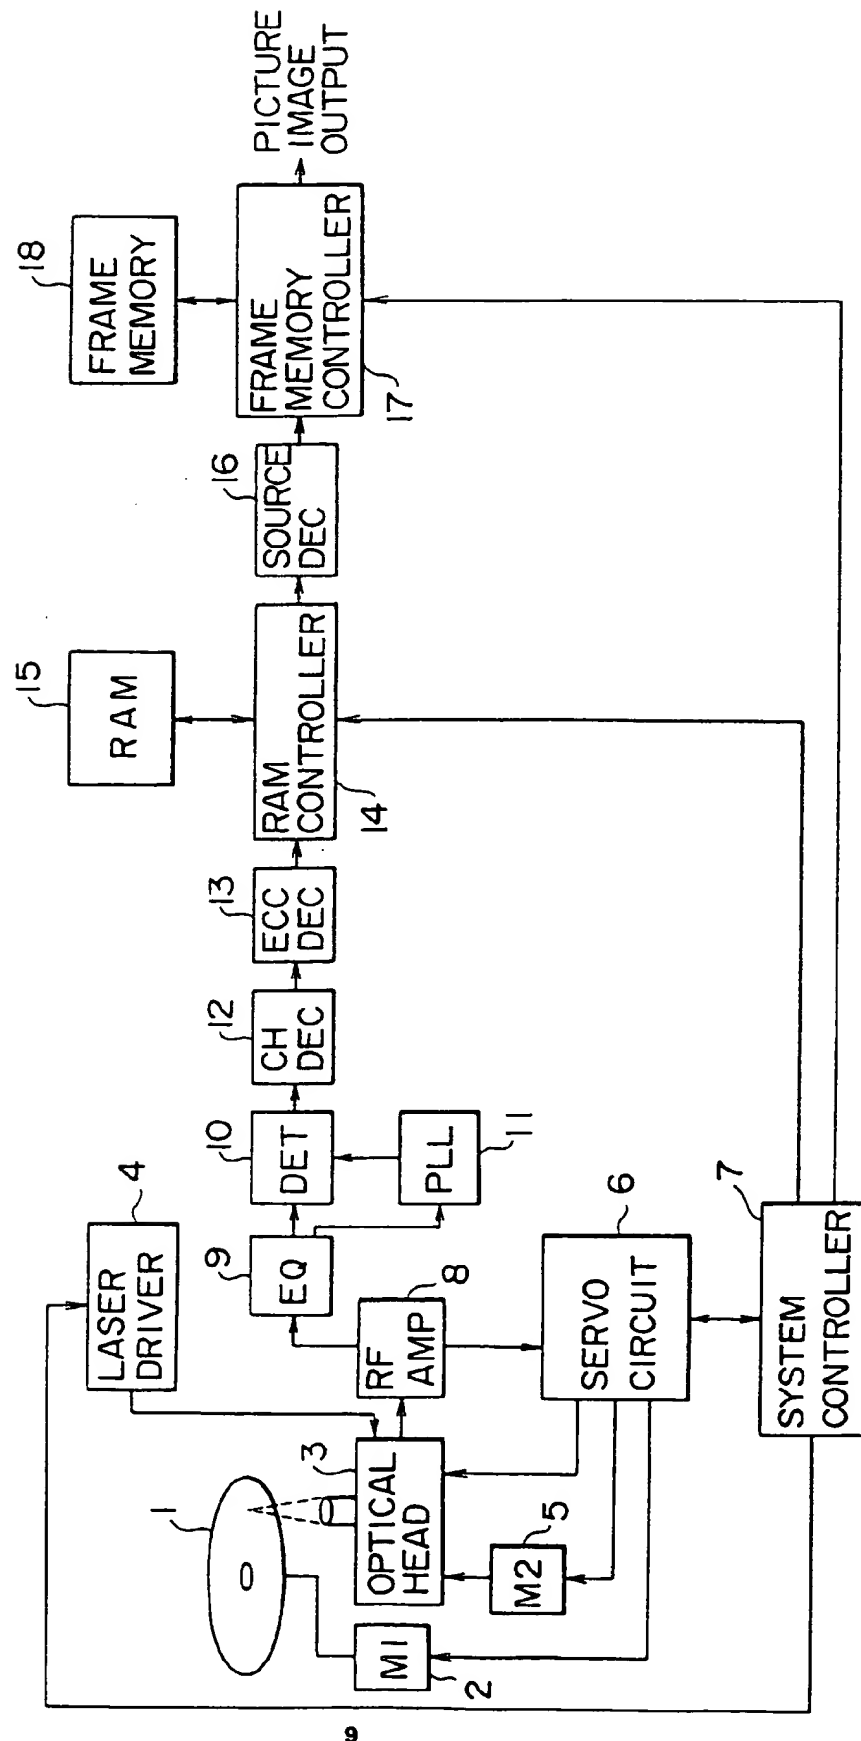 1
M1
2
OPTICAL
HEAD
3
LASER
DRIVER
4
M2
5
SERVO
CIRCUIT
6
SYSTEM
CONTROLLER
7
RF
AMP
8
EQ
9
DET
10
PLL
11
CH
DEC
12
ECC
DEC
13
RAM
CONTROLLER
14
RAM
15
SOURCE
DEC
16
FRAME
MEMORY
CONTROLLER
17
FRAME
MEMORY
18
PICTURE
IMAGE
OUTPUT
9